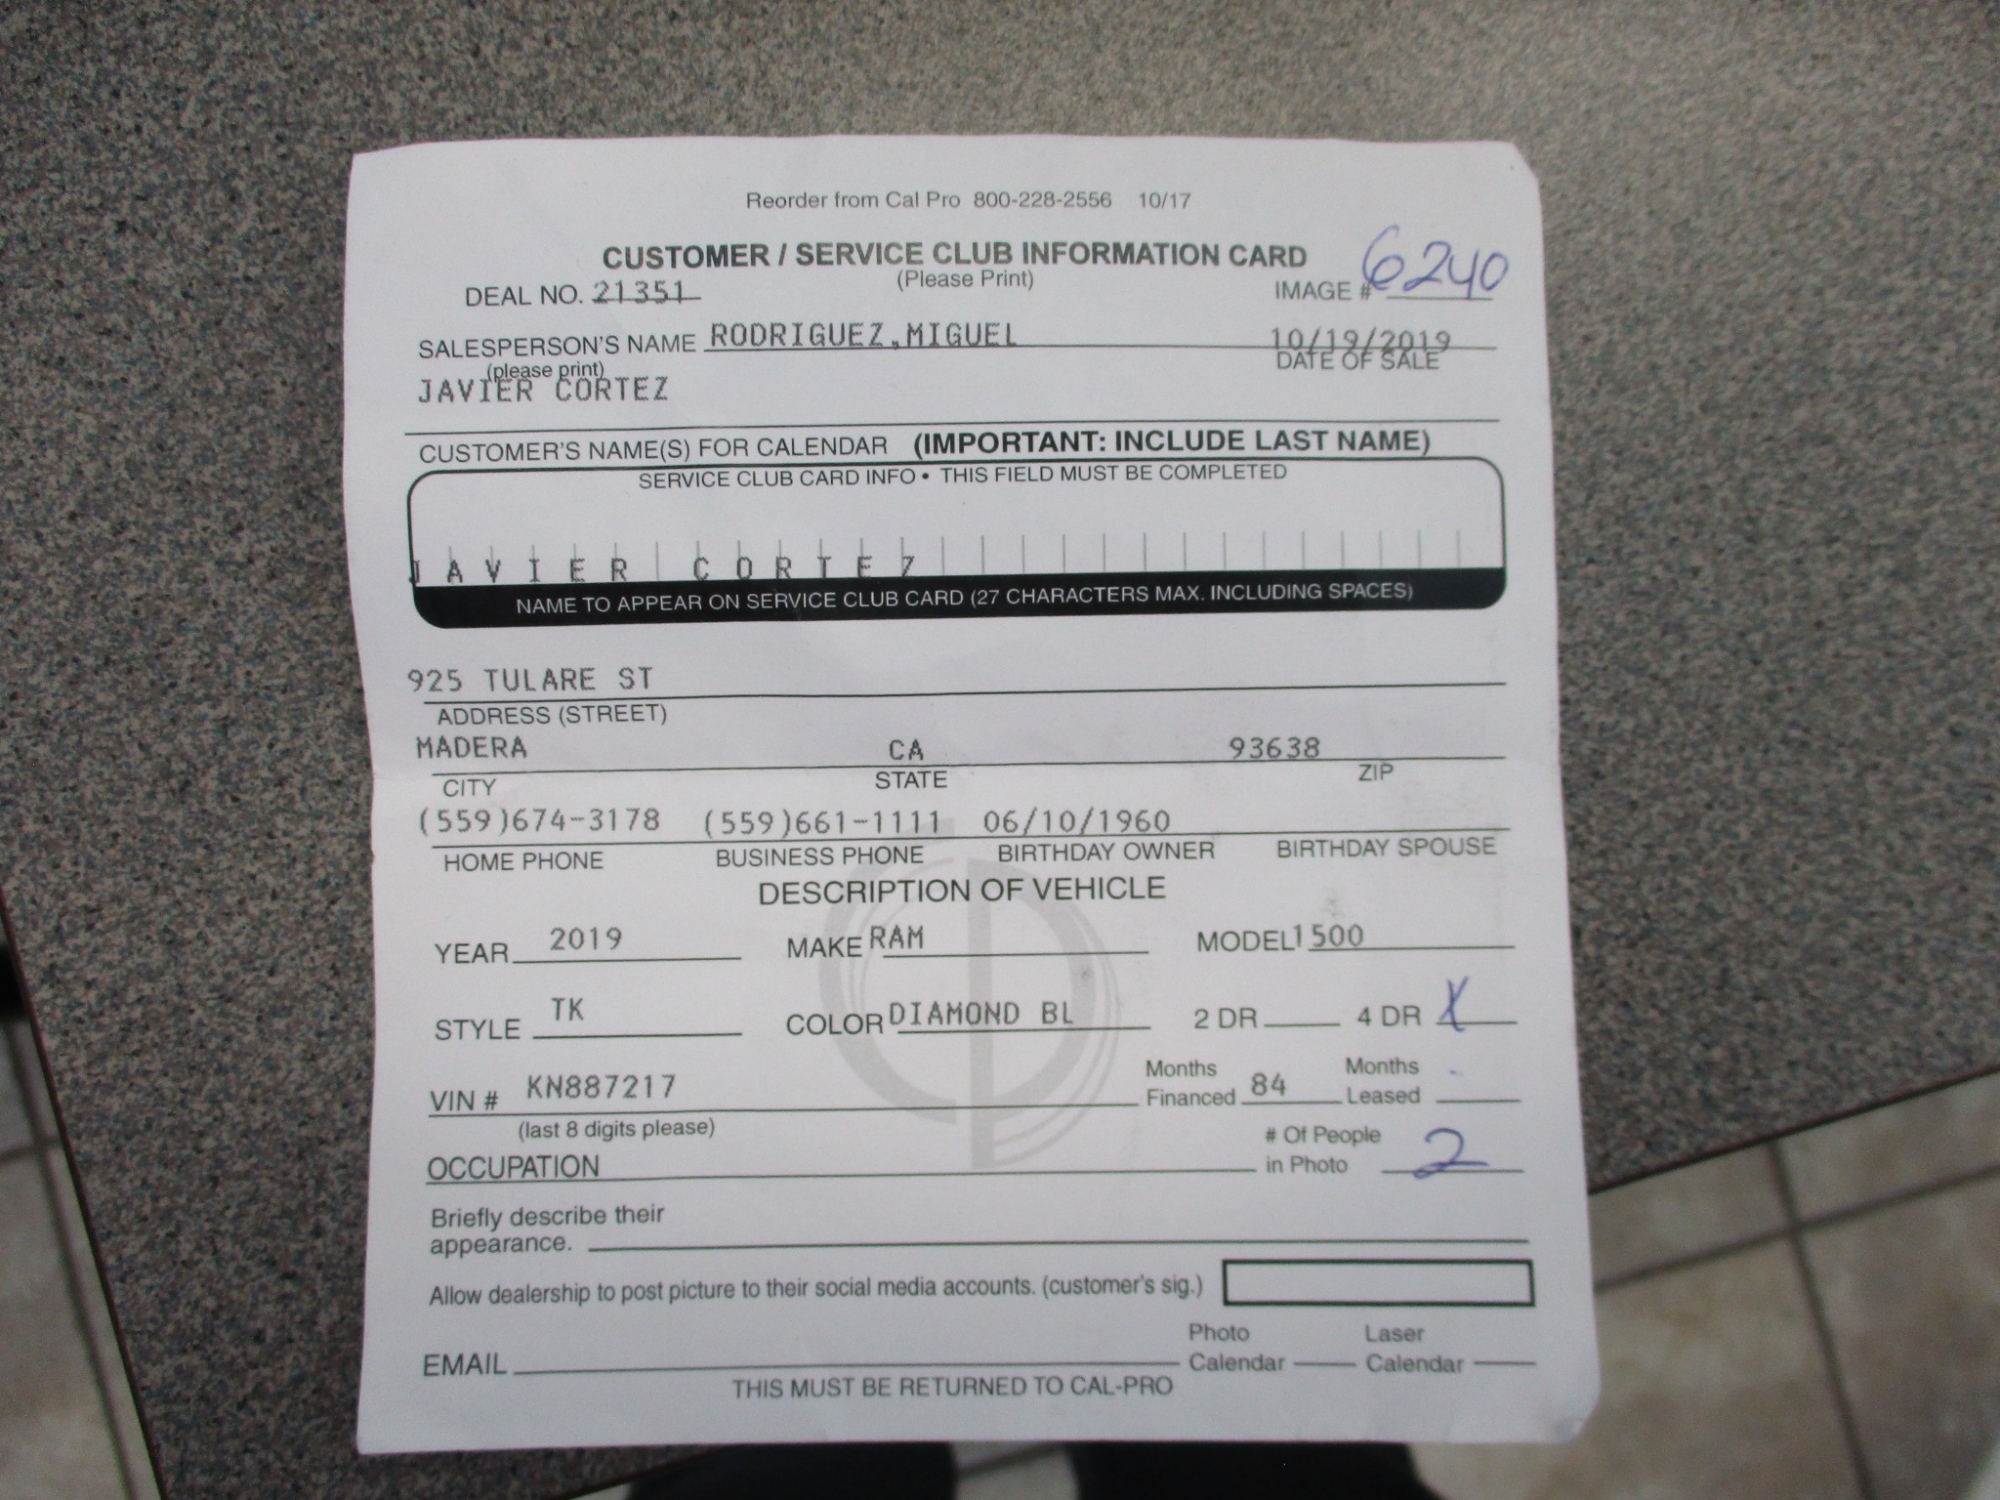 Reorder from Cal Pro 800-228-2556 10/17
CUSTOMER / SERVICE CLUB INFORMATION CARD
(Please Print)
DEAL NO. 21351 IMAGE # 6240
SALESPERSON'S NAME RODRIGUEZ,MIGUEL 10/19/2019
(please print) DATE OF SALE
JAVIER CORTEZ
CUSTOMER'S NAME(S) FOR CALENDAR (IMPORTANT: INCLUDE LAST NAME)
SERVICE CLUB CARD INFO • THIS FIELD MUST BE COMPLETED
JAVIER CORTEZ
NAME TO APPEAR ON SERVICE CLUB CARD (27 CHARACTERS MAX. INCLUDING SPACES)
925 TULARE ST
ADDRESS (STREET)
MADERA CA 93638
CITY STATE ZIP
(559)674-3178 (559)661-1111 06/10/1960
HOME PHONE BUSINESS PHONE BIRTHDAY OWNER BIRTHDAY SPOUSE
DESCRIPTION OF VEHICLE
YEAR 2019 MAKE RAM MODEL 1500
STYLE TK COLOR DIAMOND BL 2 DR 4 DR X
VIN # KN887217 Months Financed 84 Months Leased
(last 8 digits please)
OCCUPATION # Of People in Photo 2
Briefly describe their
appearance.
Allow dealership to post picture to their social media accounts. (customer's sig.)
EMAIL Photo Calendar Laser Calendar
THIS MUST BE RETURNED TO CAL-PRO